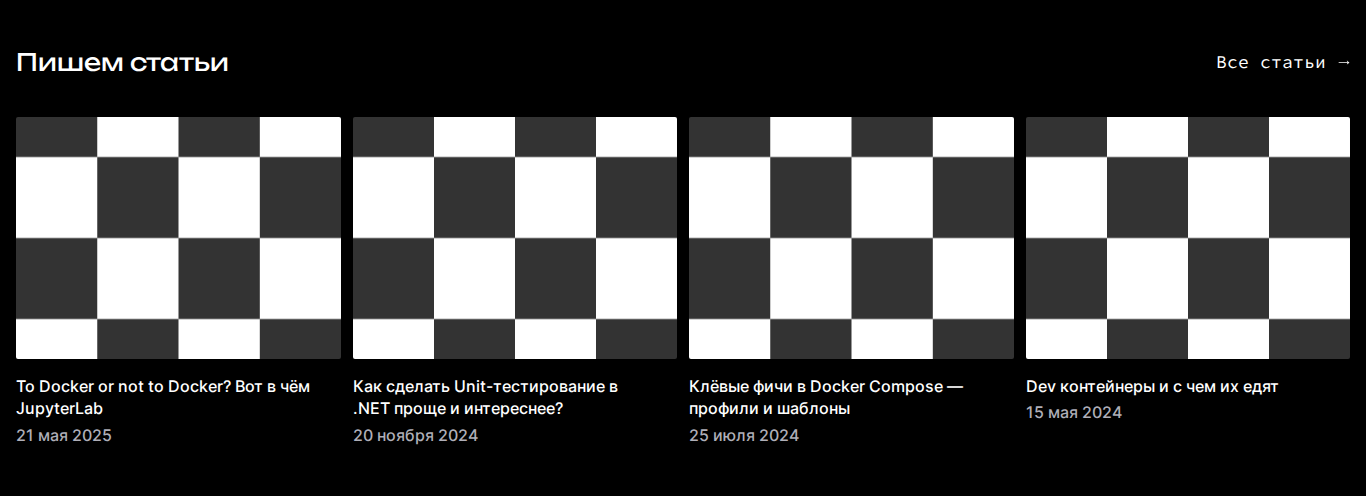 Пишем статьи
Все статьи →
To Docker or not to Docker? Вот в чём
JupyterLab
21 мая 2025
Как сделать Unit-тестирование в
.NET проще и интереснее?
20 ноября 2024
Клёвые фичи в Docker Compose —
профили и шаблоны
25 июля 2024
Dev контейнеры и с чем их едят
15 мая 2024